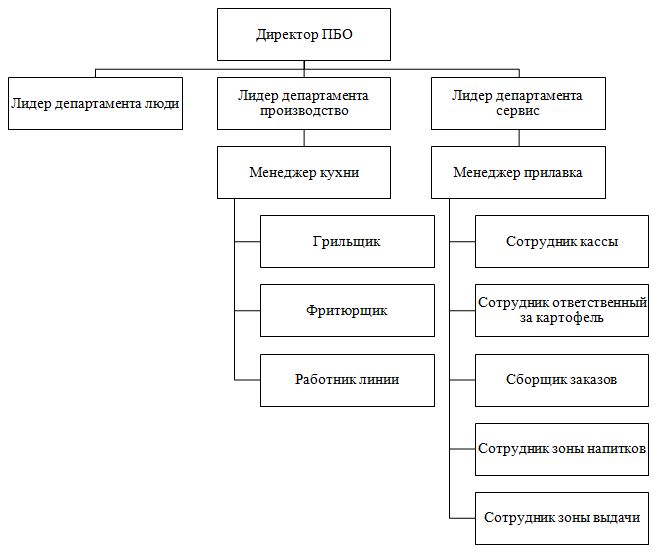 Директор ПБО
Лидер департамента люди
Лидер департамента
производство
Лидер департамента
сервис
Менеджер кухни
Менеджер прилавка
Грильщик
Сотрудник кассы
Фритюрщик
Сотрудник ответственный
за картофель
Работник линии
Сборщик заказов
Сотрудник зоны напитков
Сотрудник зоны выдачи